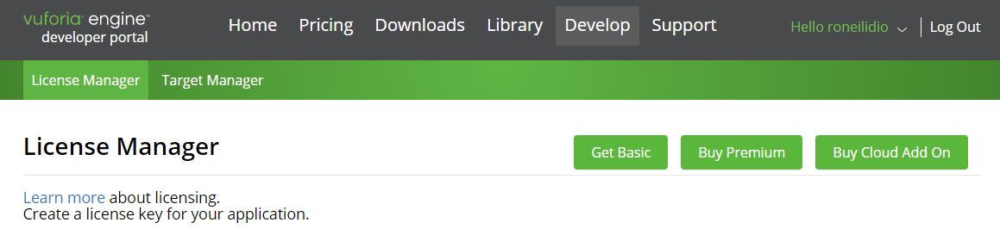 vuforia engine™
developer portal
Home Pricing Downloads Library Develop Support
Hello roneilidio Log Out
License Manager Target Manager
License Manager
Get Basic Buy Premium Buy Cloud Add On
Learn more about licensing.
Create a license key for your application.